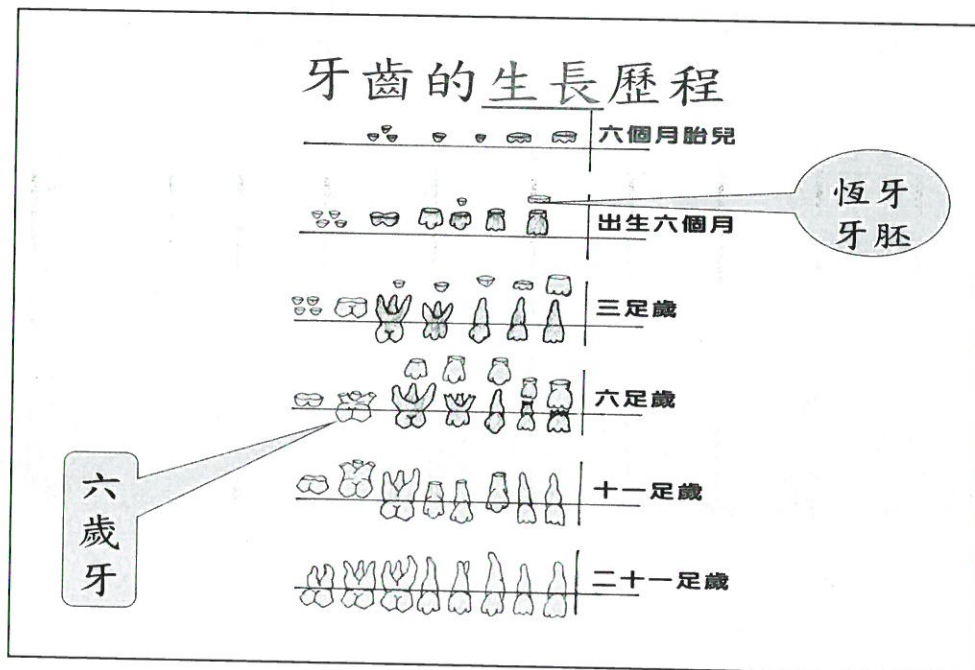 牙齒的生長歷程
六個月胎兒
恆牙
牙胚
出生六個月
三足歲
六足歲
六
歲
牙
十一足歲
二十一足歲